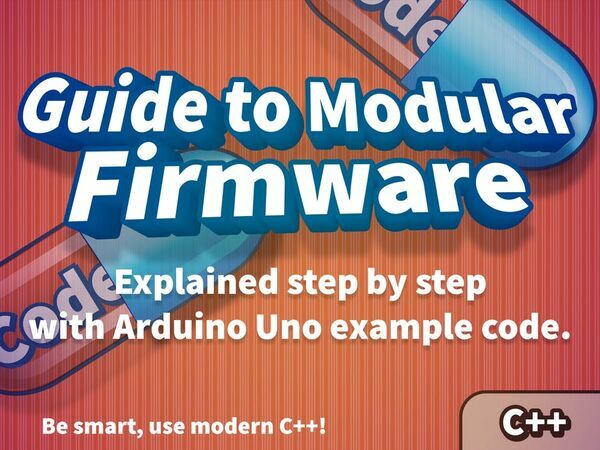 Code
Guide to Modular
Firmware
Code
Explained step by step
with Arduino Uno example code.
Be smart, use modern C++!
C++